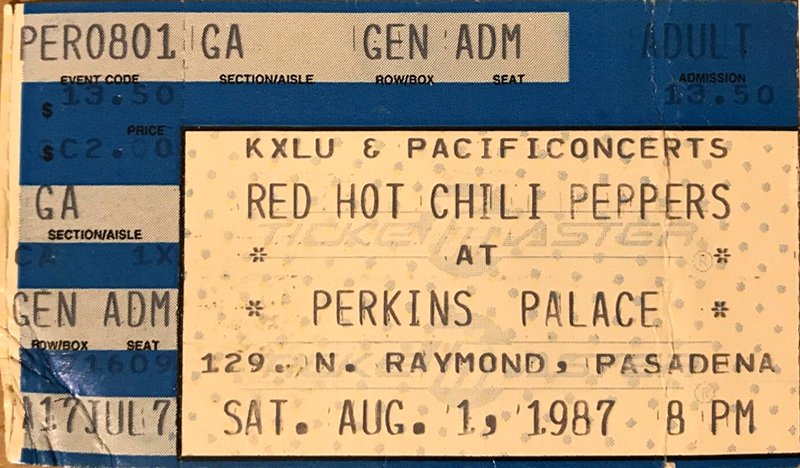 PER0801 GA GEN ADM ADULT
EVENT CODE SECTION/AISLE ROW/BOX SEAT ADMISSION
$ 13.50 13.50
PRICE
$ C2.00
GA
SECTION/AISLE
CA 1X
GEN ADM
ROW/BOX SEAT
1609
A17JUL7
KXLU & PACIFICONCERTS
RED HOT CHILI PEPPERS
TICKETMASTER
* AT *
* PERKINS PALACE *
129. N. RAYMOND, PASADENA
SAT. AUG. 1, 1987 8 PM